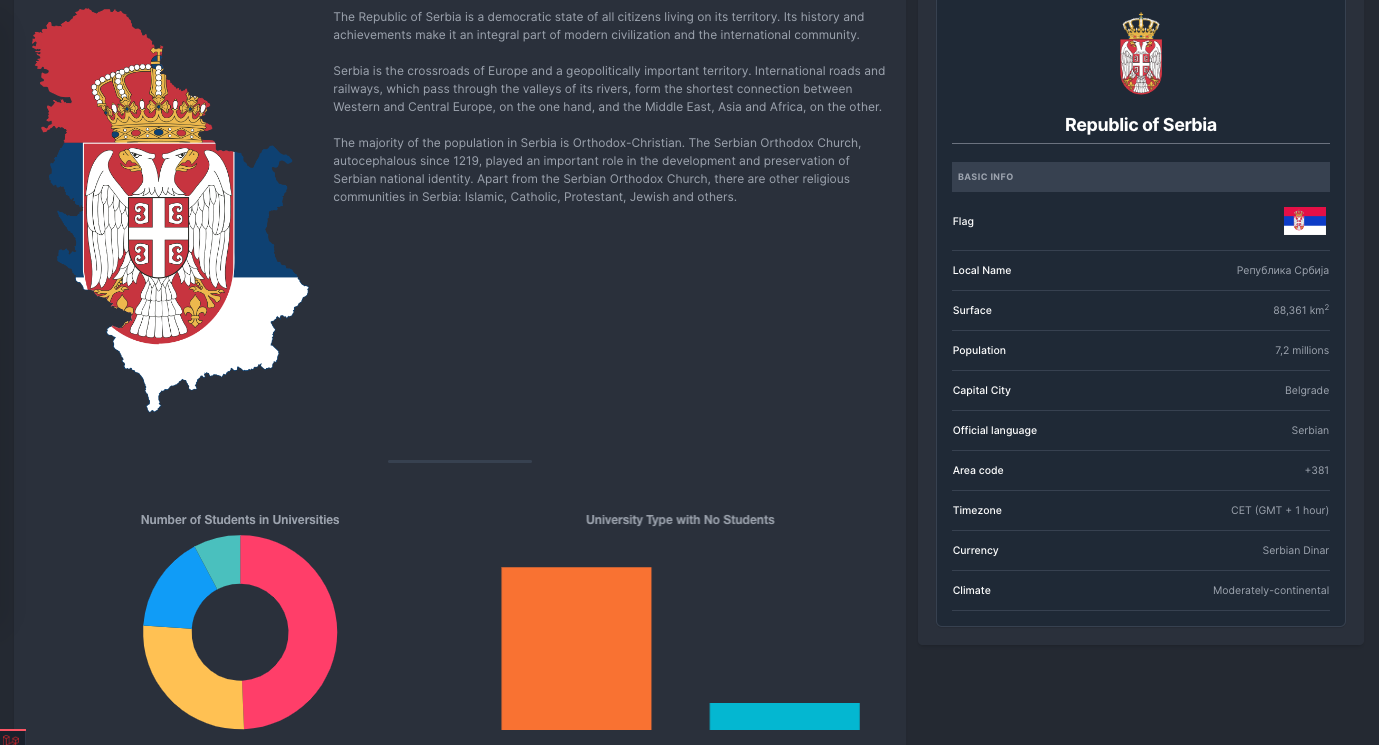 The Republic of Serbia is a democratic state of all citizens living on its territory. Its history and
achievements make it an integral part of modern civilization and the international community.
Serbia is the crossroads of Europe and a geopolitically important territory. International roads and
railways, which pass through the valleys of its rivers, form the shortest connection between
Western and Central Europe, on the one hand, and the Middle East, Asia and Africa, on the other.
The majority of the population in Serbia is Orthodox-Christian. The Serbian Orthodox Church,
autocephalous since 1219, played an important role in the development and preservation of
Serbian national identity. Apart from the Serbian Orthodox Church, there are other religious
communities in Serbia: Islamic, Catholic, Protestant, Jewish and others.
Number of Students in Universities
University Type with No Students
Republic of Serbia
BASIC INFO
Flag
Local Name Република Србија
Surface 88,361 km²
Population 7,2 millions
Capital City Belgrade
Official language Serbian
Area code +381
Timezone CET (GMT + 1 hour)
Currency Serbian Dinar
Climate Moderately-continental